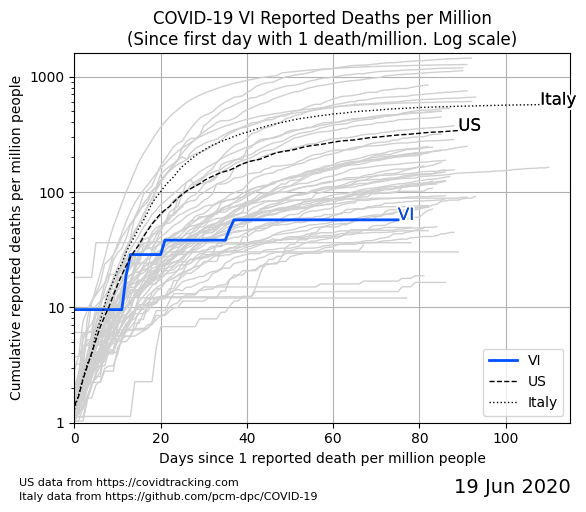 COVID-19 VI Reported Deaths per Million
(Since first day with 1 death/million. Log scale)
Cumulative reported deaths per million people
1000
100
10
1
Italy
US
VI
VI
US
Italy
0
20
40
60
80
100
Days since 1 reported death per million people
US data from https://covidtracking.com
Italy data from https://github.com/pcm-dpc/COVID-19
19 Jun 2020